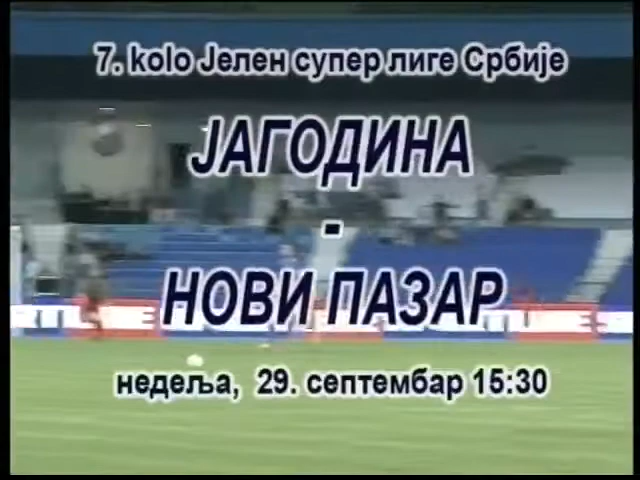 7. kolo Јелен супер лиге Србије
ЈАГОДИНА
-
НОВИ ПАЗАР
недеља, 29. септембар 15:30